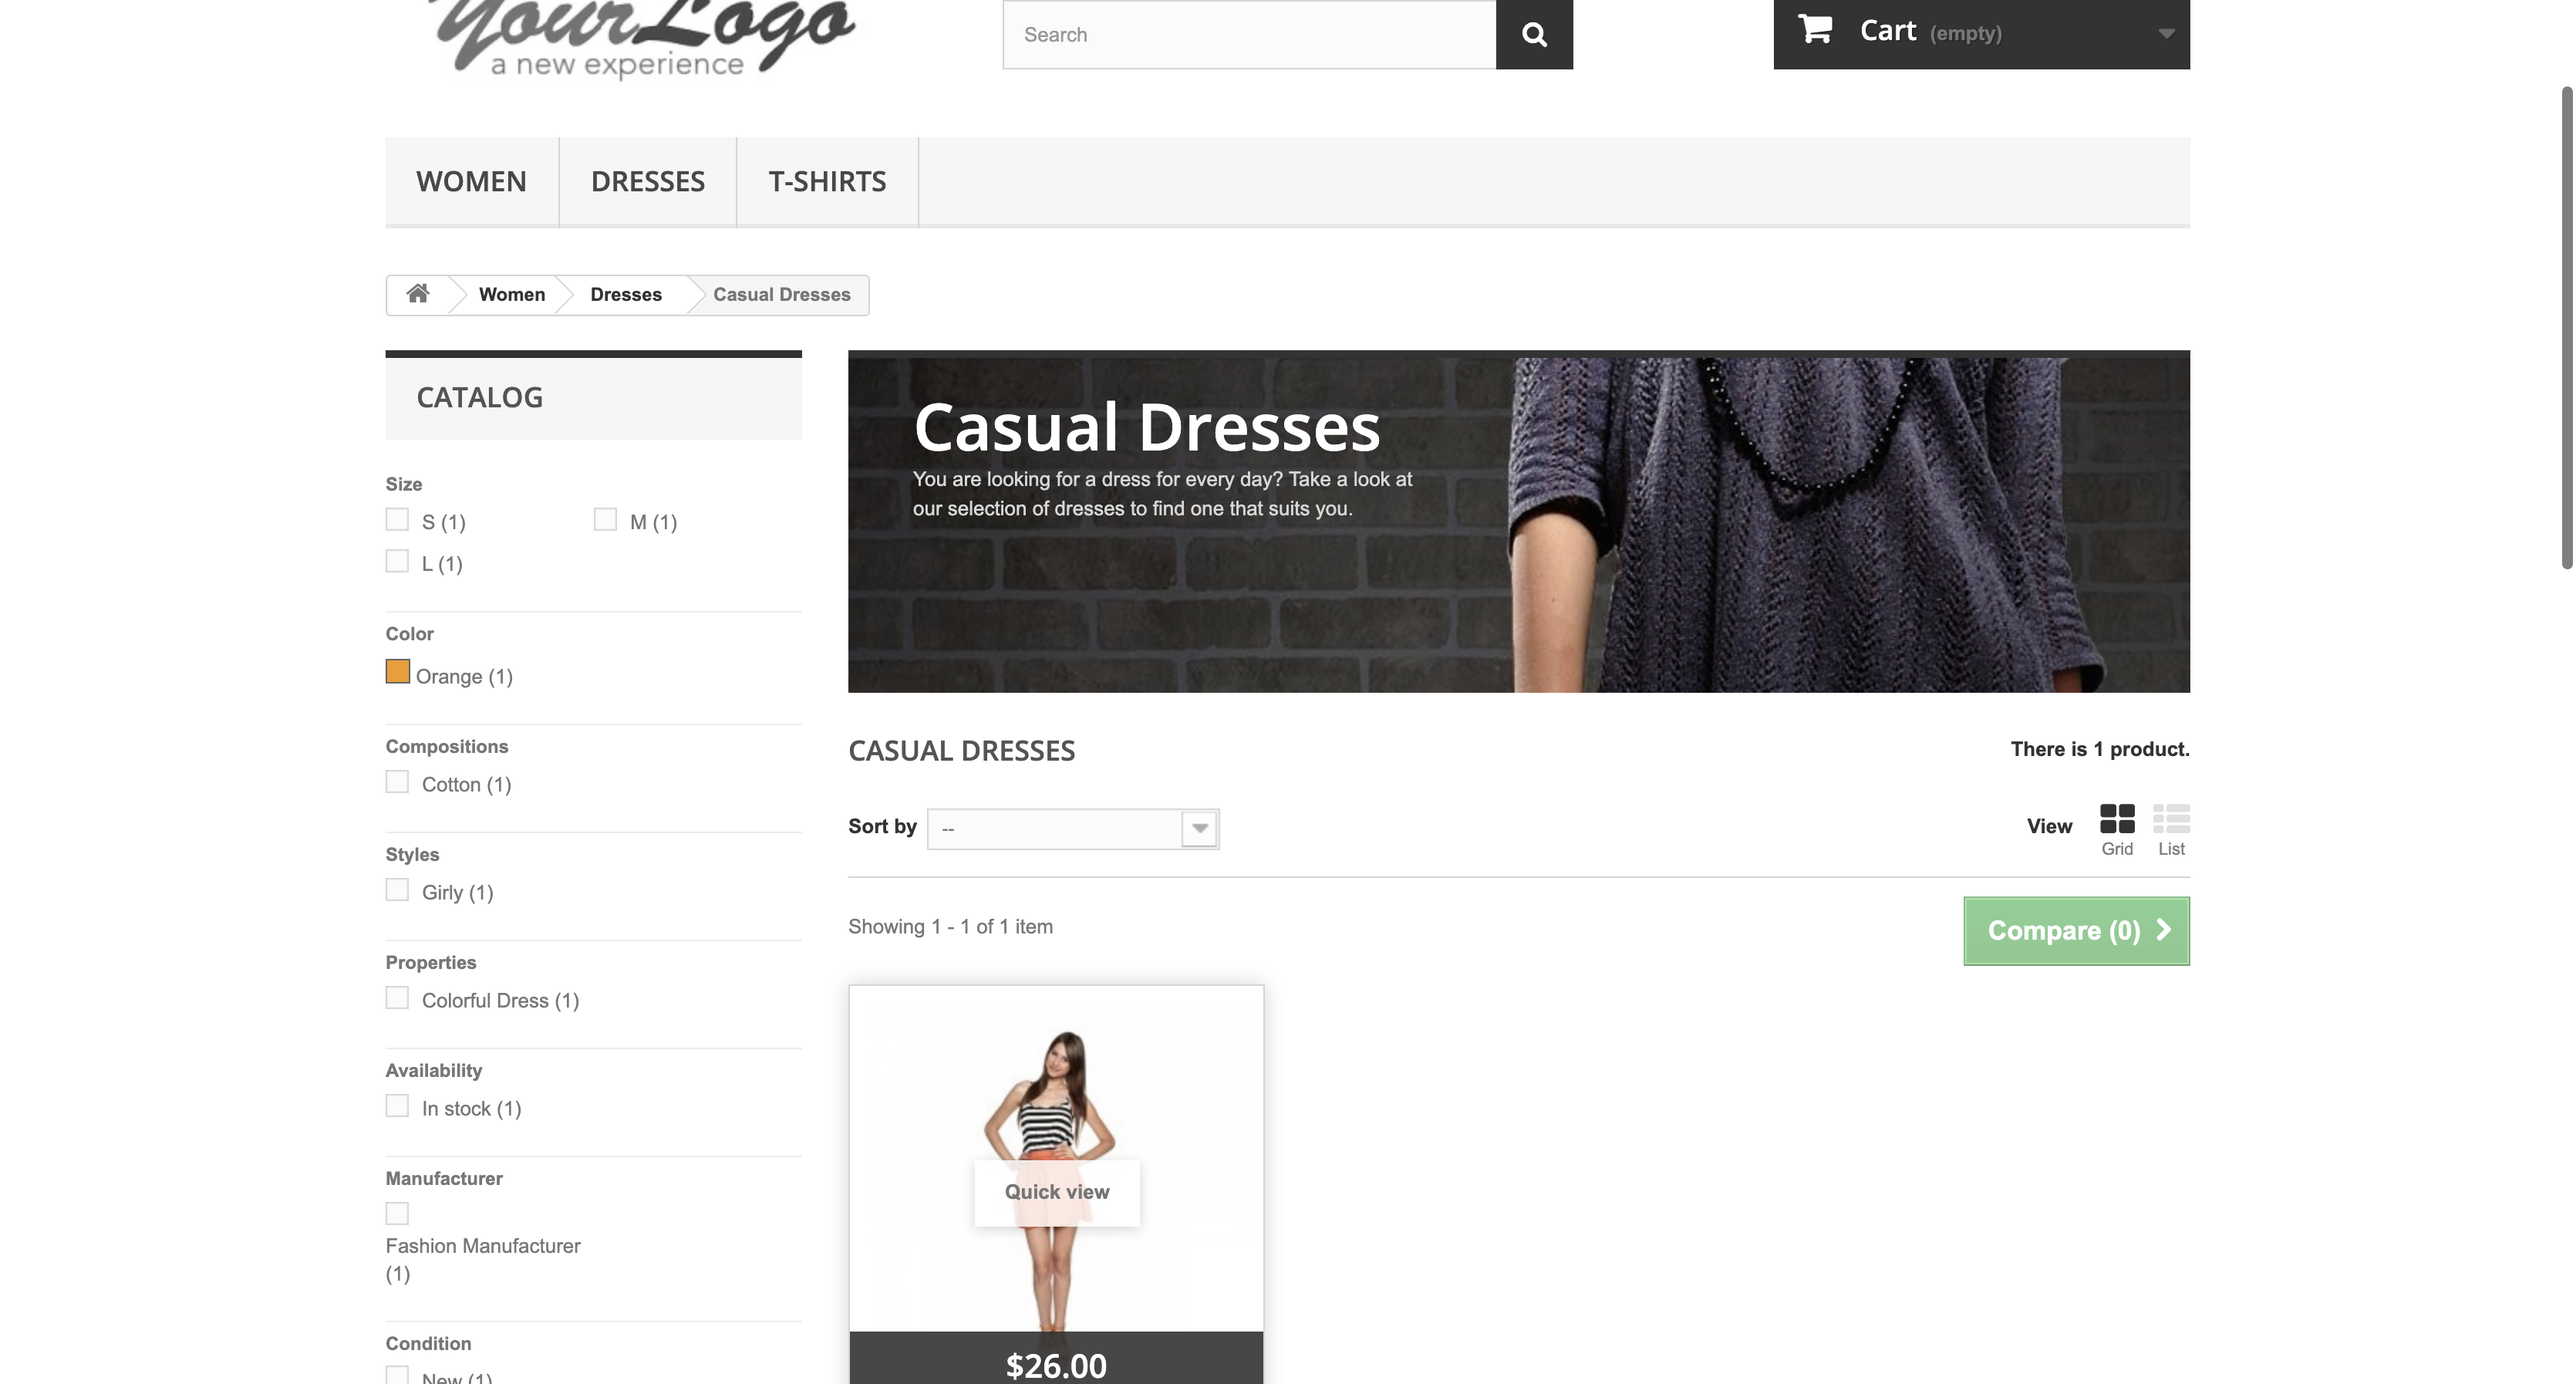 YourLogo
a new experience
Search
Cart (empty)
WOMEN
DRESSES
T-SHIRTS
Women
Dresses
Casual Dresses
CATALOG
Size
S (1)
M (1)
L (1)
Color
Orange (1)
Compositions
Cotton (1)
Styles
Girly (1)
Properties
Colorful Dress (1)
Availability
In stock (1)
Manufacturer
Fashion Manufacturer
(1)
Condition
New (1)
Casual Dresses
You are looking for a dress for every day? Take a look at
our selection of dresses to find one that suits you.
CASUAL DRESSES
There is 1 product.
Sort by
--
View
Grid
List
Showing 1 - 1 of 1 item
Compare (0)
Quick view
$26.00